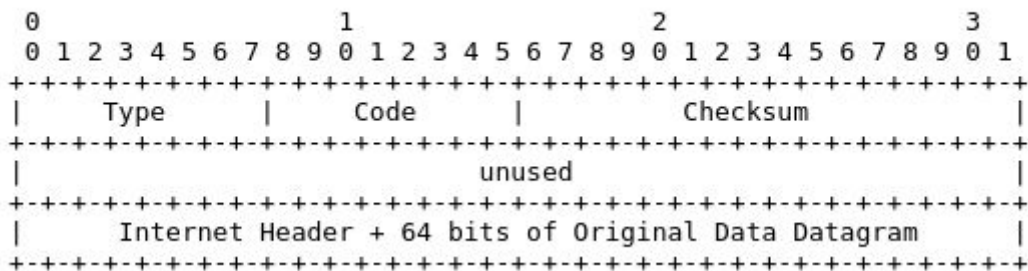 0                   1                   2                   3
 0 1 2 3 4 5 6 7 8 9 0 1 2 3 4 5 6 7 8 9 0 1 2 3 4 5 6 7 8 9 0 1
+-+-+-+-+-+-+-+-+-+-+-+-+-+-+-+-+-+-+-+-+-+-+-+-+-+-+-+-+-+-+-+-+
|     Type      |     Code      |          Checksum             |
+-+-+-+-+-+-+-+-+-+-+-+-+-+-+-+-+-+-+-+-+-+-+-+-+-+-+-+-+-+-+-+-+
|                             unused                            |
+-+-+-+-+-+-+-+-+-+-+-+-+-+-+-+-+-+-+-+-+-+-+-+-+-+-+-+-+-+-+-+-+
|      Internet Header + 64 bits of Original Data Datagram      |
+-+-+-+-+-+-+-+-+-+-+-+-+-+-+-+-+-+-+-+-+-+-+-+-+-+-+-+-+-+-+-+-+